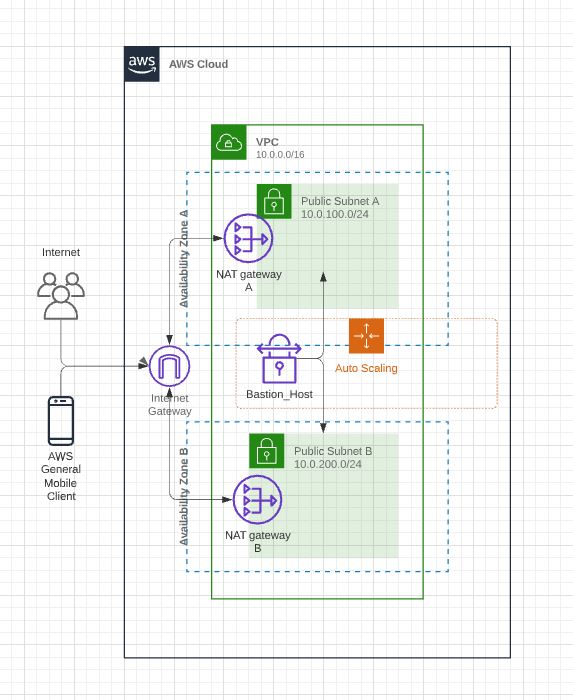 aws
AWS Cloud
VPC
10.0.0.0/16
Availability Zone A
Public Subnet A
10.0.100.0/24
NAT gateway
A
Internet
Auto Scaling
Bastion_Host
Internet
Gateway
AWS
General
Mobile
Client
Availability Zone B
Public Subnet B
10.0.200.0/24
NAT gateway
B